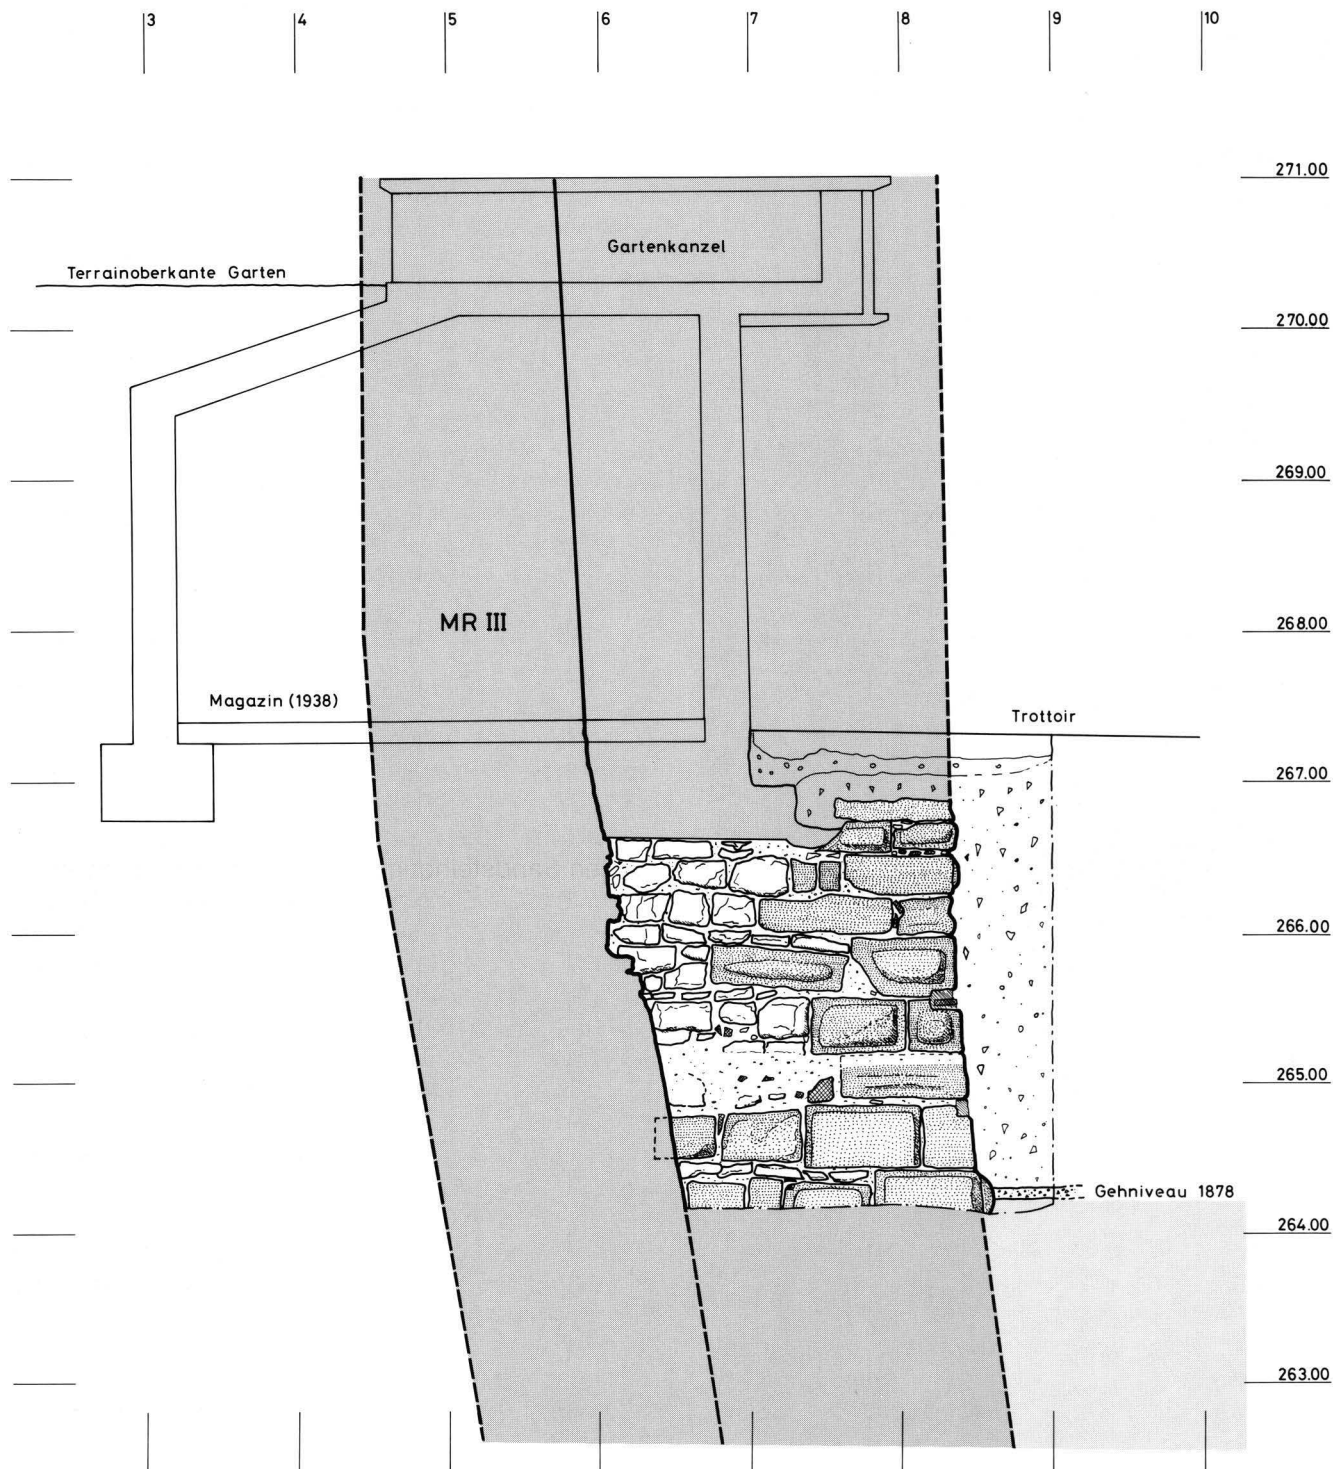 3 4 5 6 7 8 9 10
271.00
Gartenkanzel
Terrainoberkante Garten
270.00
269.00
MR III
268.00
Magazin (1938)
Trottoir
267.00
266.00
265.00
Gehniveau 1878
264.00
263.00